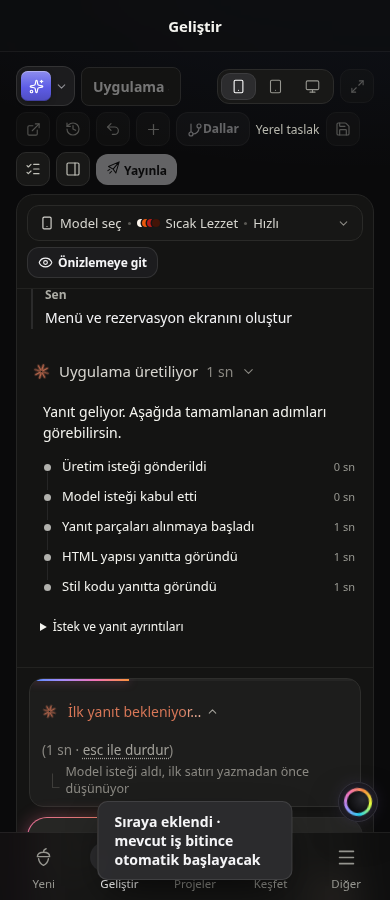 Geliştir
Uygulama
Dallar
Yerel taslak
Yayınla
Model seç • Sıcak Lezzet • Hızlı
Önizlemeye git
Sen
Menü ve rezervasyon ekranını oluştur
Uygulama üretiliyor 1 sn
Yanıt geliyor. Aşağıda tamamlanan adımları
görebilirsin.
Üretim isteği gönderildi 0 sn
Model isteği kabul etti 0 sn
Yanıt parçaları alınmaya başladı 1 sn
HTML yapısı yanıtta göründü 1 sn
Stil kodu yanıtta göründü 1 sn
İstek ve yanıt ayrıntıları
İlk yanıt bekleniyor...
(1 sn · esc ile durdur)
Model isteği aldı, ilk satırı yazmadan önce
düşünüyor
Sıraya eklendi ·
mevcut iş bitince
otomatik başlayacak
Yeni
Geliştir
Projeler
Keşfet
Diğer